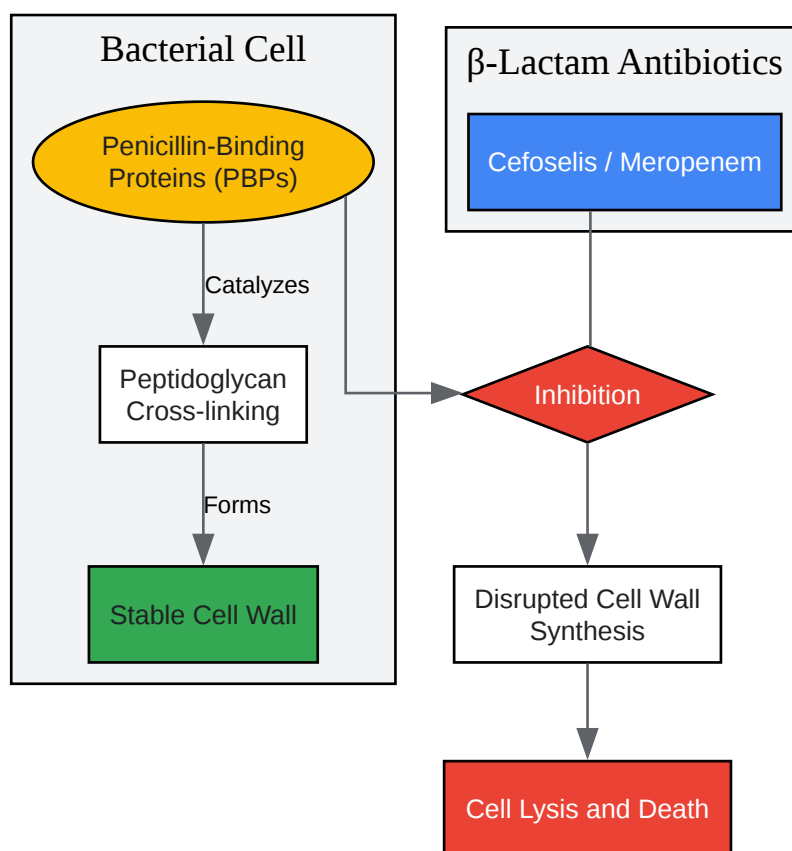 Bacterial Cell
Penicillin-Binding
Proteins (PBPs)
Catalyzes
Peptidoglycan
Cross-linking
Forms
Stable Cell Wall
β-Lactam Antibiotics
Cefoselis / Meropenem
Inhibition
Disrupted Cell Wall
Synthesis
Cell Lysis and Death